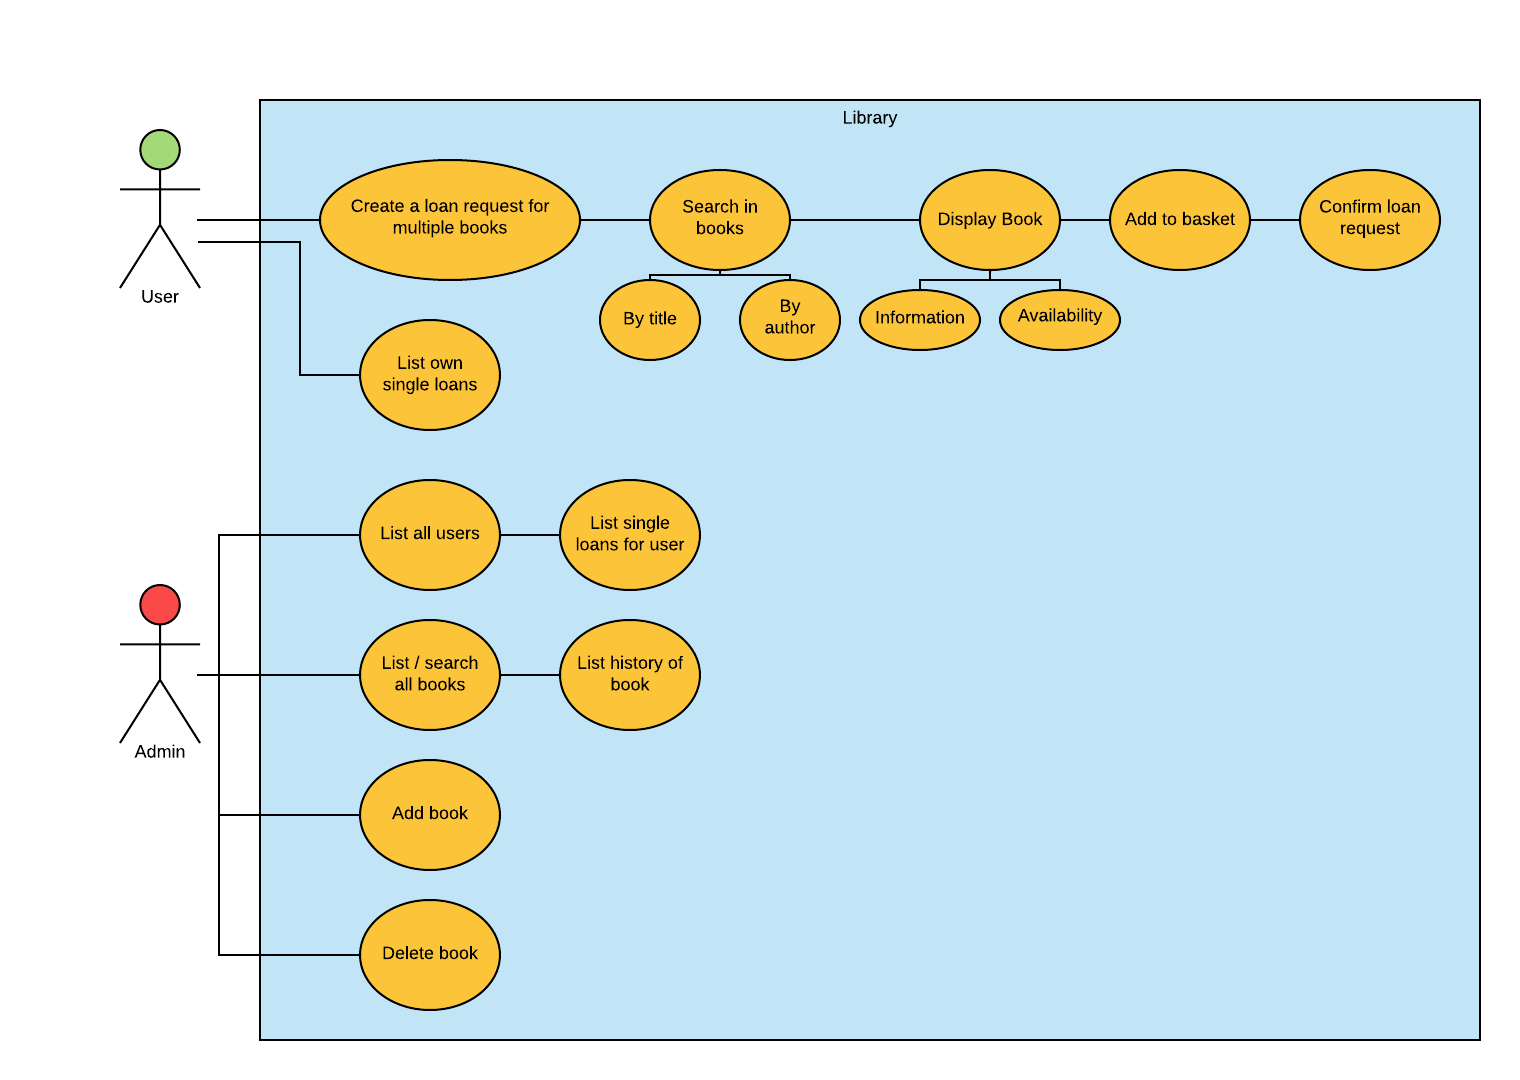 Library
Create a loan request for
multiple books
Search in
books
Display Book
Add to basket
Confirm loan
request
User
By title
By
author
Information
Availability
List own
single loans
List all users
List single
loans for user
List / search
all books
List history of
book
Admin
Add book
Delete book